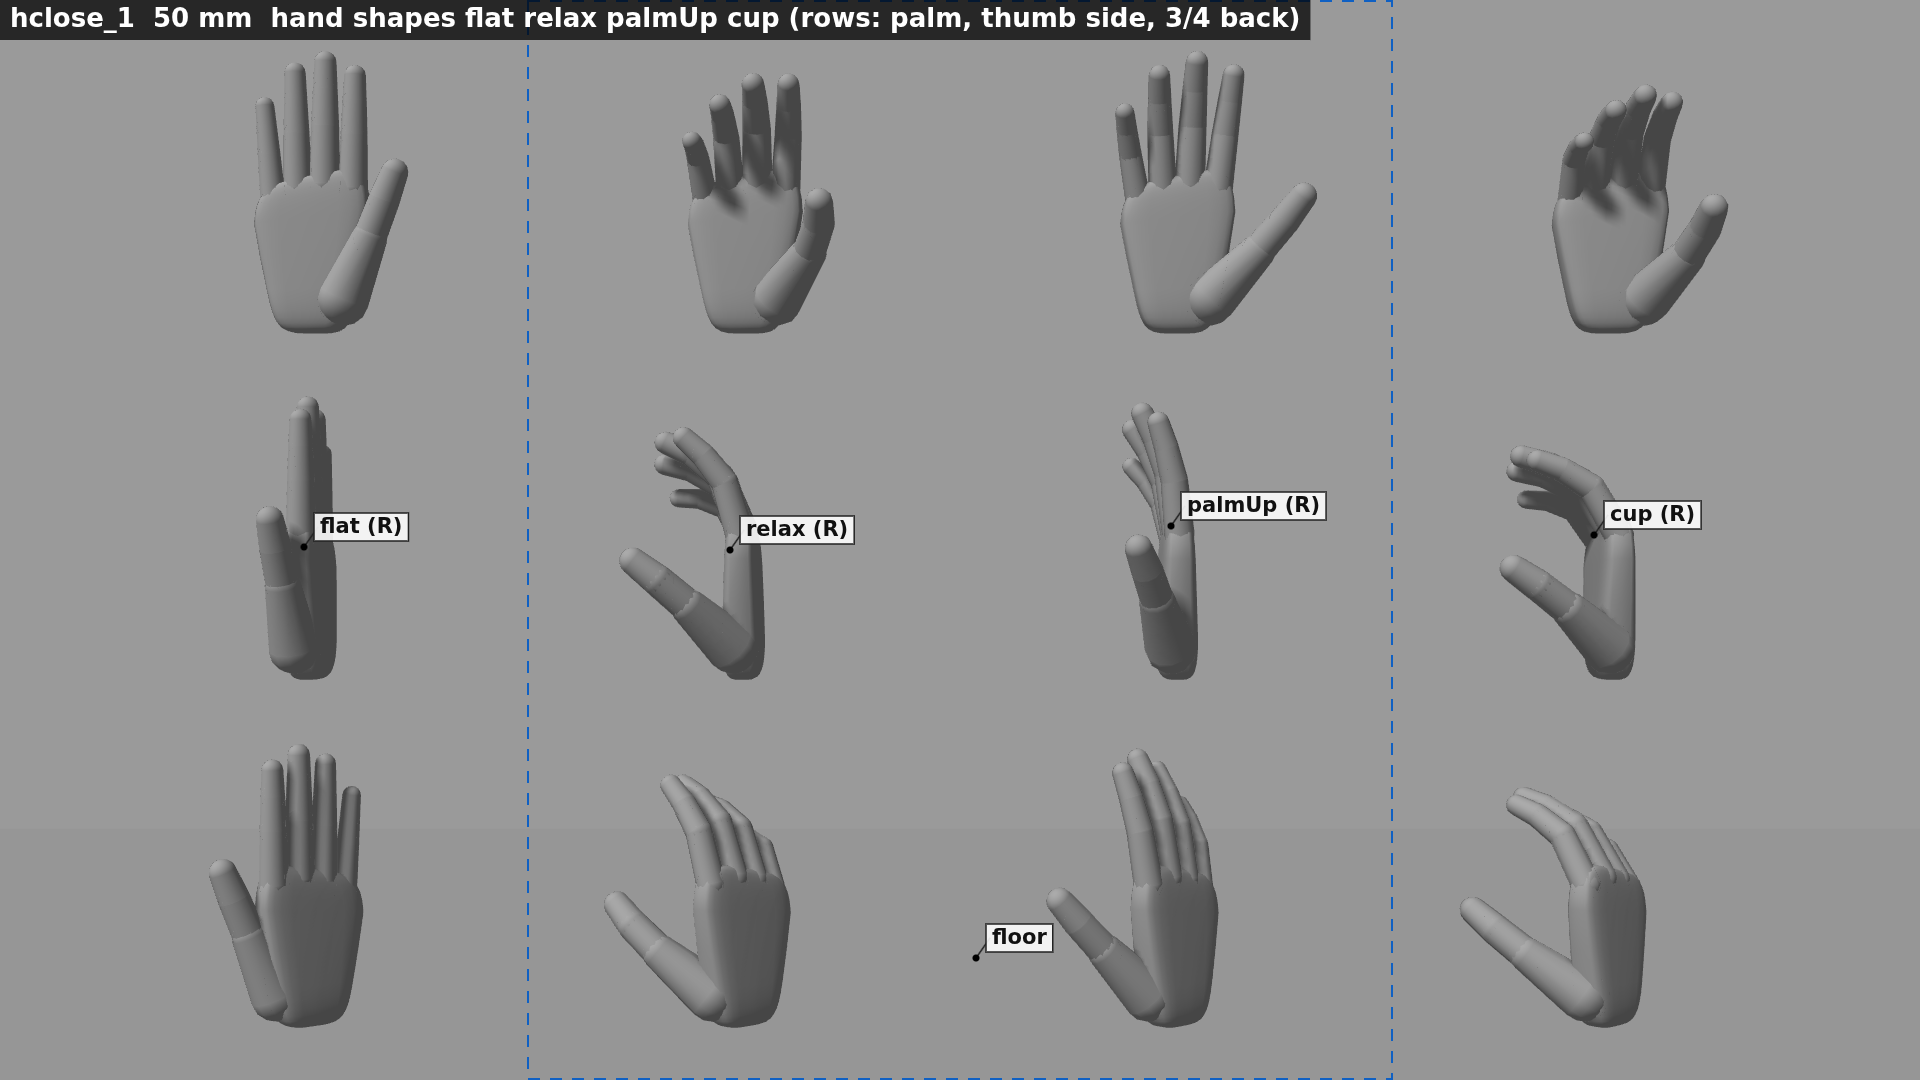 hclose_1  50 mm  hand shapes flat relax palmUp cup (rows: palm, thumb side, 3/4 back)
flat (R)
relax (R)
palmUp (R)
cup (R)
floor